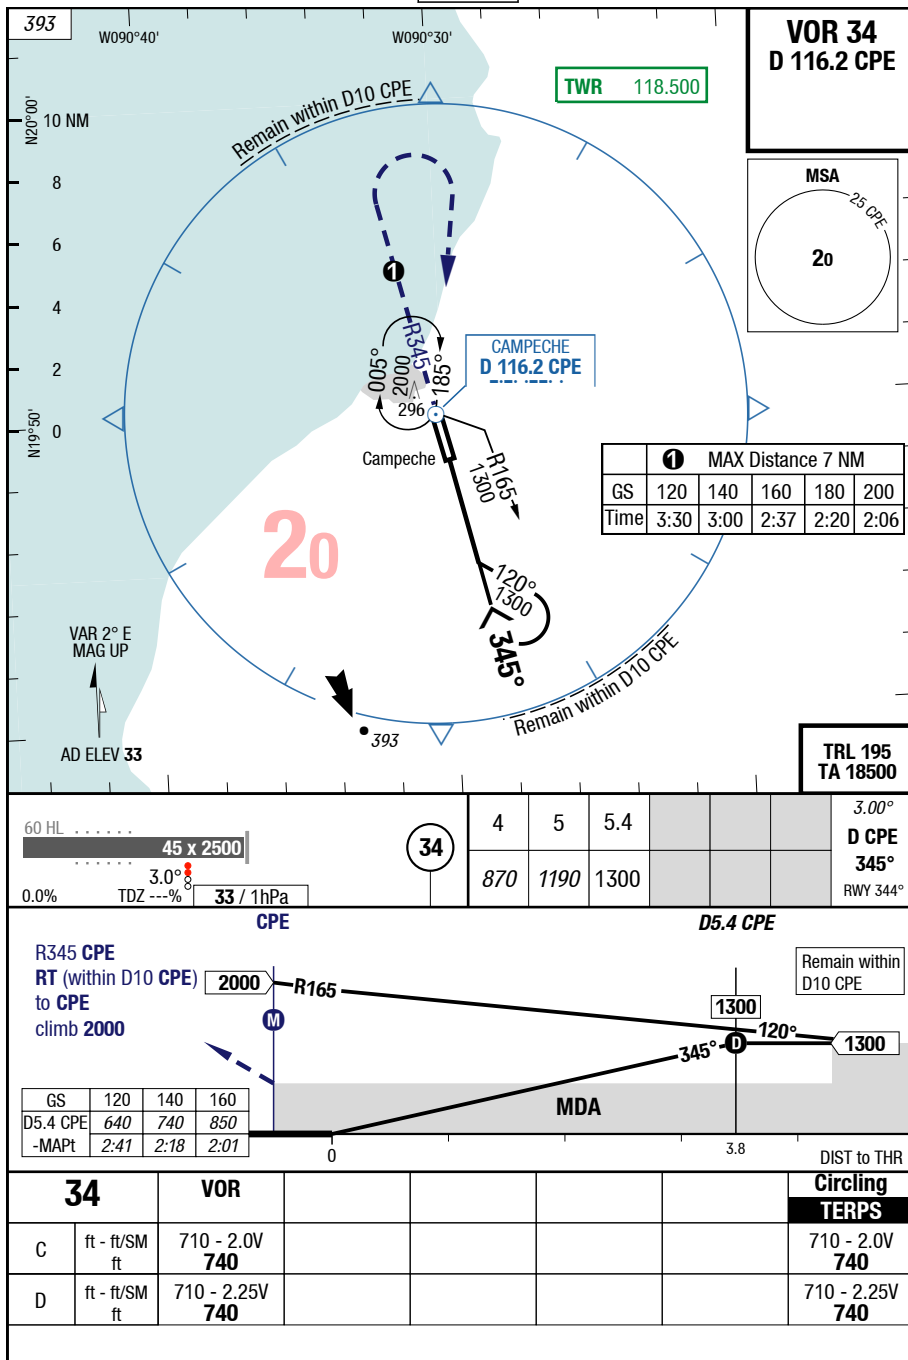 393
W090°40'
W090°30'
VOR 34
D 116.2 CPE
TWR 118.500
N20°00'
10 NM
Remain within D10 CPE
MSA
25 CPE
20
8
6
4
2
0
N19°50'
1
R345
005°
2000
185°
296
CAMPECHE
D 116.2 CPE
Campeche
R165
1300
1 MAX Distance 7 NM
GS 120 140 160 180 200
Time 3:30 3:00 2:37 2:20 2:06
20
120°
1300
345°
VAR 2° E
MAG UP
Remain within D10 CPE
AD ELEV 33
393
TRL 195
TA 18500
60 HL
45 x 2500
3.0°
0.0% TDZ ---% 33 / 1hPa
34
4 5 5.4
870 1190 1300
3.00°
D CPE
345°
RWY 344°
CPE
D5.4 CPE
R345 CPE
RT (within D10 CPE)
to CPE
climb 2000
2000
R165
M
Remain within
D10 CPE
1300
120°
1300
345°
D
MDA
GS 120 140 160
D5.4 CPE 640 740 850
-MAPt 2:41 2:18 2:01
0
3.8
DIST to THR
34 VOR Circling
TERPS
C ft - ft/SM 710 - 2.0V 710 - 2.0V
ft 740 740
D ft - ft/SM 710 - 2.25V 710 - 2.25V
ft 740 740